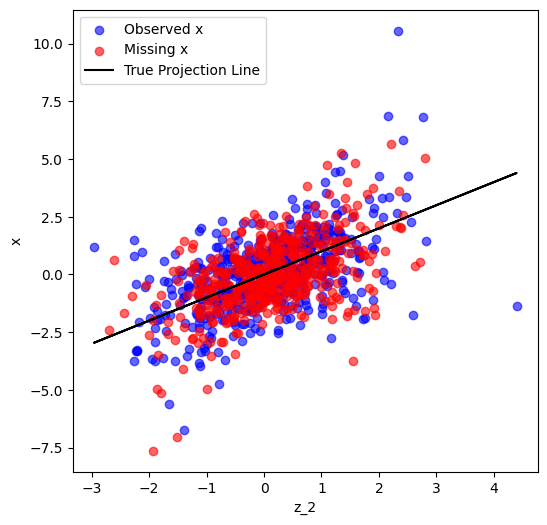 Observed x
Missing x
True Projection Line
10.0
7.5
5.0
2.5
0.0
−2.5
−5.0
−7.5
x
−3 −2 −1 0 1 2 3 4
z_2